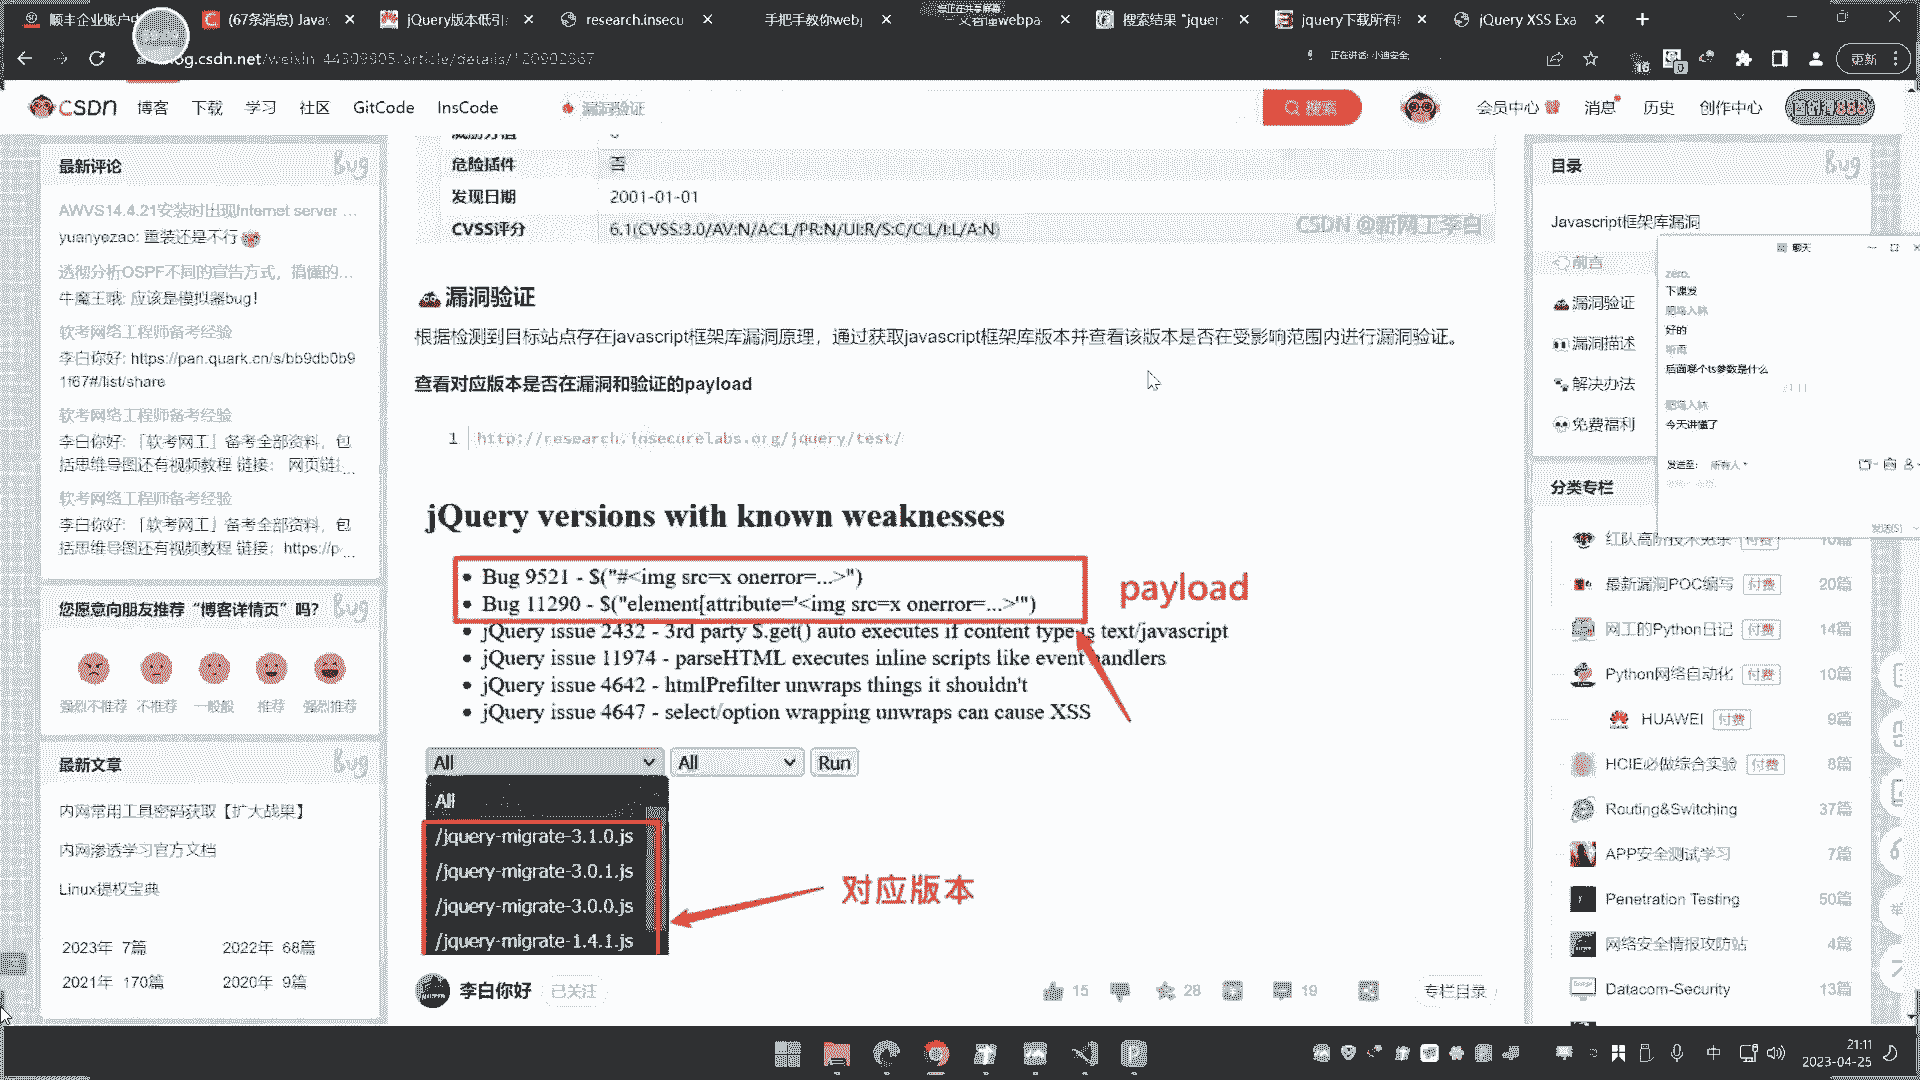 顺丰企业账户
(67条消息) Java
jQuery版本低引
research.insecu
手把手教你web
文看懂webpa
搜索结果 "jquer
jquery下载所有
jQuery XSS Exa
og.csdn.net/weixin_44309905/article/details/120902867
正在讲话: 小迪安全;
更新
CSDN
博客
下载
学习
社区
GitCode
InsCode
漏洞验证
搜索
会员中心
消息
历史
创作中心
最新评论
AWVS14.4.21安装时出现Internet server …
yuanyezao: 重装还是不行
透彻分析OSPF不同的宣告方式，搞懂的…
牛魔王哦: 应该是模拟器bug！
软考网络工程师备考经验
李白你好: https://pan.quark.cn/s/bb9db0b9
1f67#/list/share
软考网络工程师备考经验
李白你好: 「软考网工」备考全部资料，包
括思维导图还有视频教程 链接： 网页链…
软考网络工程师备考经验
李白你好: 「软考网工」备考全部资料，包
括思维导图还有视频教程 链接：https://p…
您愿意向朋友推荐“博客详情页”吗？
强烈不推荐
不推荐
一般般
推荐
强烈推荐
最新文章
内网常用工具密码获取【扩大战果】
内网渗透学习官方文档
Linux提权宝典
2023年 7篇
2022年 68篇
2021年 170篇
2020年 9篇
危险插件
否
发现日期
2001-01-01
CVSS评分
6.1(CVSS:3.0/AV:N/AC:L/PR:N/UI:R/S:C/C:L/I:L/A:N)
CSDN @新网工李白
漏洞验证
根据检测到目标站点存在javascript框架库漏洞原理，通过获取javascript框架库版本并查看该版本是否在受影响范围内进行漏洞验证。
查看对应版本是否在漏洞和验证的payload
1 http://research.insecurelabs.org/jquery/test/
jQuery versions with known weaknesses
Bug 9521 - $("#<img src=x onerror=...>")
Bug 11290 - $("element[attribute='<img src=x onerror=...>'")
jQuery issue 2432 - 3rd party $.get() auto executes if content type is text/javascript
jQuery issue 11974 - parseHTML executes inline scripts like event handlers
jQuery issue 4642 - htmlPrefilter unwraps things it shouldn't
jQuery issue 4647 - select/option wrapping unwraps can cause XSS
payload
All
All
Run
All
/jquery-migrate-3.1.0.js
/jquery-migrate-3.0.1.js
/jquery-migrate-3.0.0.js
/jquery-migrate-1.4.1.js
对应版本
李白你好
已关注
15
28
19
专栏目录
目录
Javascript框架库漏洞
前言
漏洞验证
漏洞描述
解决办法
免费福利
聊天
zero.
下课发
好的
听雨
后面那个ts参数是什么
今天讲懂了
发送至: 所有人
发送(S)
分类专栏
最新漏洞POC编写 付费 20篇
网工的Python日记 付费 14篇
Python网络自动化 付费 10篇
HUAWEI 付费 9篇
HCIE必做综合实验 付费 8篇
Routing&Switching 37篇
APP安全测试学习 7篇
Penetration Testing 50篇
网络安全情报攻防站 4篇
Datacom-Security 13篇
中
21:11
2023-04-25